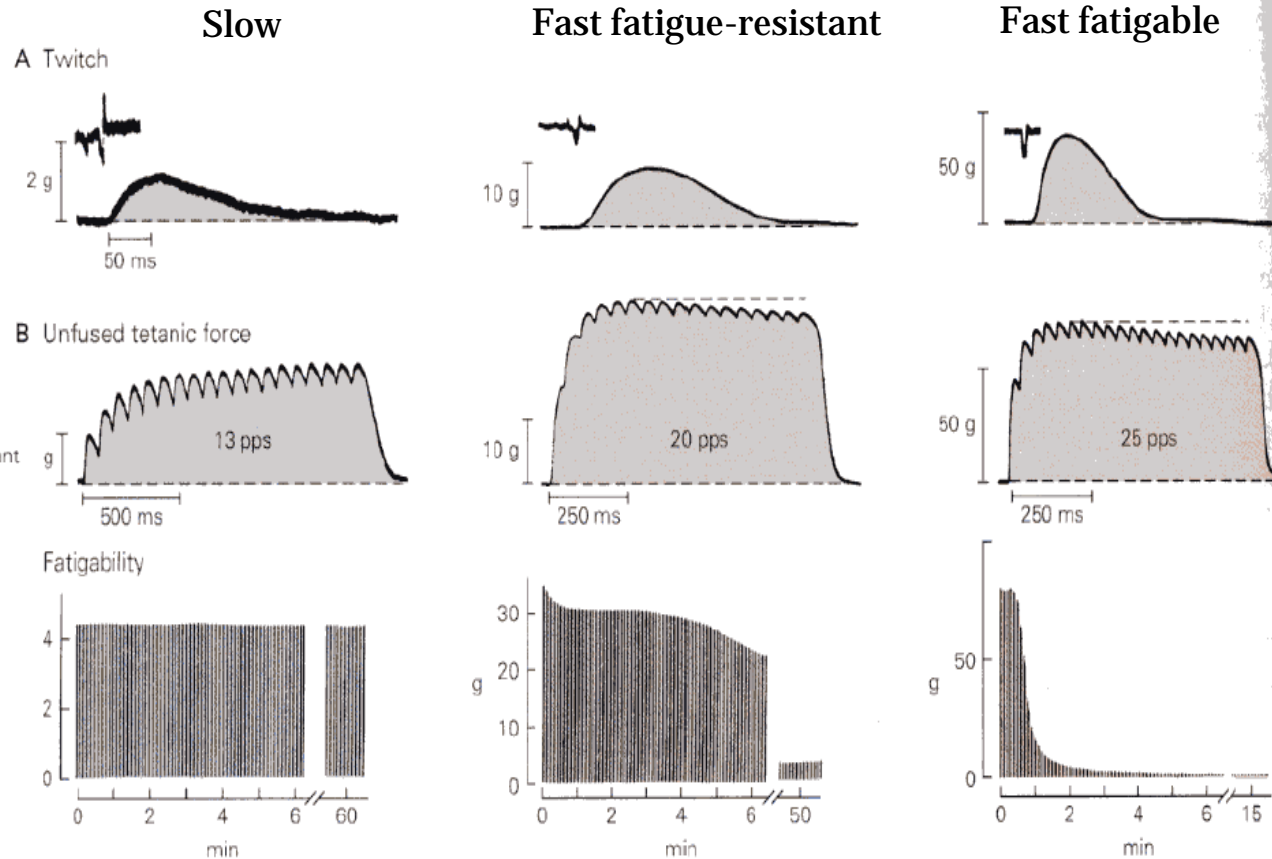 Slow
Fast fatigue-resistant
Fast fatigable
A Twitch
2 g
50 ms
10 g
50 g
B Unfused tetanic force
g
13 pps
500 ms
10 g
20 pps
250 ms
50 g
25 pps
250 ms
Fatigability
4
2
0
0 2 4 6 60
min
g
30
20
10
0
0 2 4 6 50
min
g
50
0
0 2 4 6 15
min